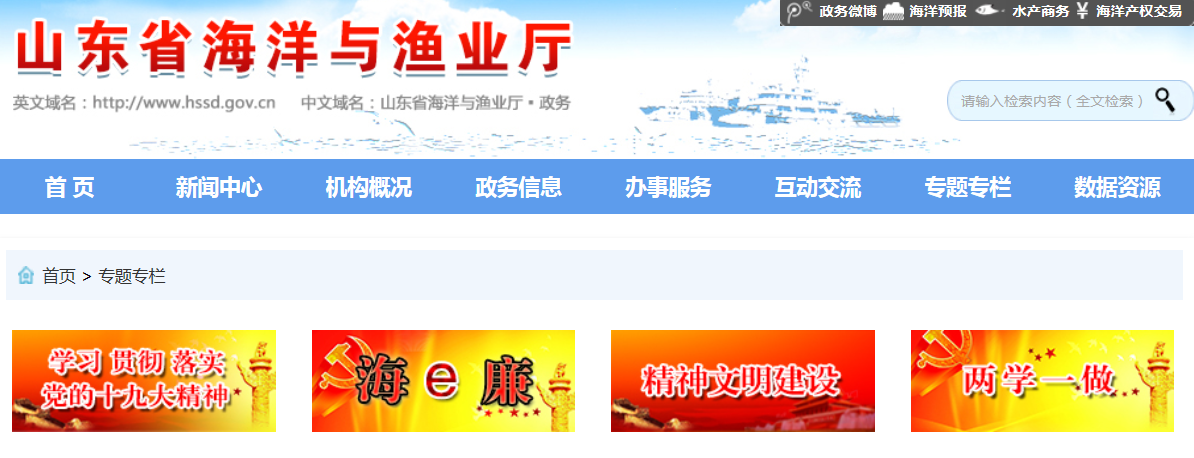 政务微博 海洋预报 水产商务 海洋产权交易
山东省海洋与渔业厅
英文域名：http://www.hssd.gov.cn 中文域名：山东省海洋与渔业厅·政务
请输入检索内容（全文检索）
首 页 新闻中心 机构概况 政务信息 办事服务 互动交流 专题专栏 数据资源
首页 > 专题专栏
学习 贯彻 落实
党的十九大精神
海e廉
精神文明建设
两学一做